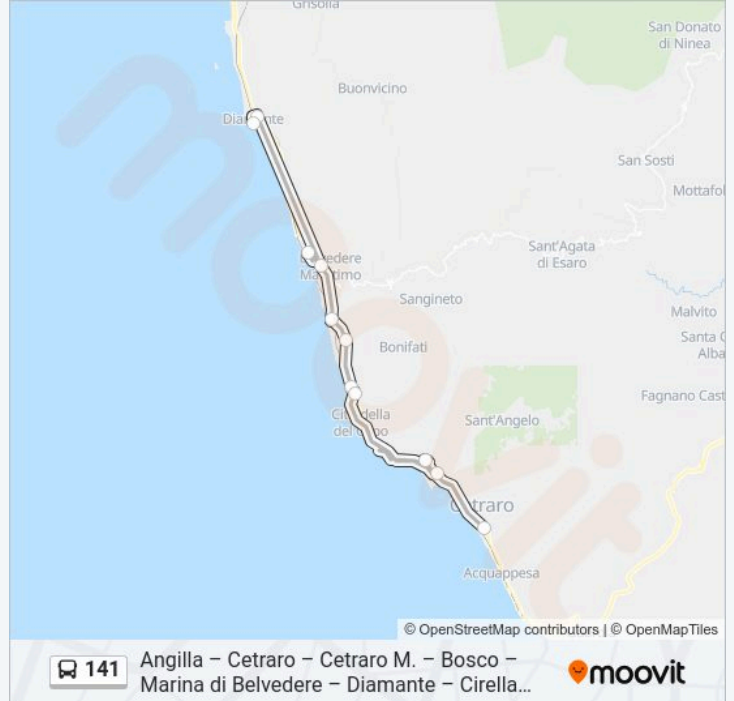 Grisolia
San Donato
di Ninea
Buonvicino
Diamante
San Sosti
Mottafol
Belvedere
Marittimo
Sant'Agata
di Esaro
Sangineto
Malvito
Santa C
Alba
Bonifati
Fagnano Cast
Cittadella
del Capo
Sant'Angelo
Cetraro
Acquappesa
moovit
© OpenStreetMap contributors | © OpenMapTiles
141
Angilla – Cetraro – Cetraro M. – Bosco –
Marina di Belvedere – Diamante – Cirella…
moovit